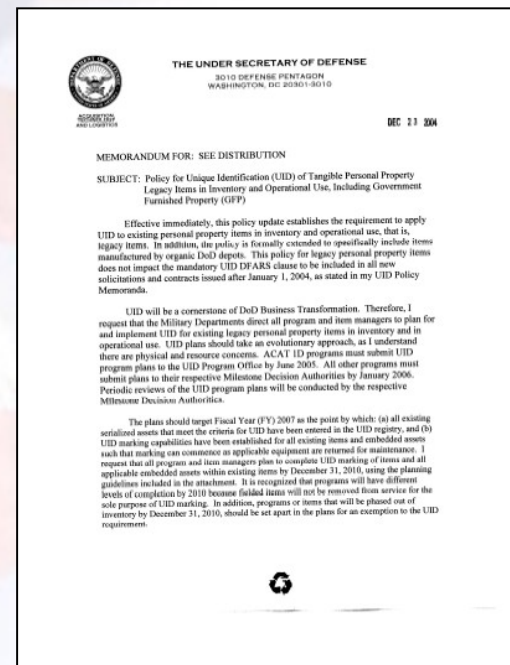 THE UNDER SECRETARY OF DEFENSE
3010 DEFENSE PENTAGON
WASHINGTON, DC 20301-3010
ACQUISITION
TECHNOLOGY
AND LOGISTICS
DEC 23 2004
MEMORANDUM FOR: SEE DISTRIBUTION
SUBJECT: Policy for Unique Identification (UID) of Tangible Personal Property
Legacy Items in Inventory and Operational Use, Including Government
Furnished Property (GFP)
Effective immediately, this policy update establishes the requirement to apply
UID to existing personal property items in inventory and operational use, that is,
legacy items. In addition, the policy is formally extended to specifically include items
manufactured by organic DoD depots. This policy for legacy personal property items
does not impact the mandatory UID DFARS clause to be included in all new
solicitations and contracts issued after January 1, 2004, as stated in my UID Policy
Memoranda.
UID will be a cornerstone of DoD Business Transformation. Therefore, I
request that the Military Departments direct all program and item managers to plan for
and implement UID for existing legacy personal property items in inventory and in
operational use. UID plans should take an evolutionary approach, as I understand
there are physical and resource concerns. ACAT 1D programs must submit UID
program plans to the UID Program Office by June 2005. All other programs must
submit plans to their respective Milestone Decision Authorities by January 2006.
Periodic reviews of the UID program plans will be conducted by the respective
Milestone Decision Authorities.
The plans should target Fiscal Year (FY) 2007 as the point by which: (a) all existing
serialized assets that meet the criteria for UID have been entered in the UID registry, and (b)
UID marking capabilities have been established for all existing items and embedded assets
such that marking can commence as applicable equipment are returned for maintenance. I
request that all program and item managers plan to complete UID marking of items and all
applicable embedded assets within existing items by December 31, 2010, using the planning
guidelines included in the attachment. It is recognized that programs will have different
levels of completion by 2010 because fielded items will not be removed from service for the
sole purpose of UID marking. In addition, programs or items that will be phased out of
inventory by December 31, 2010, should be set apart in the plans for an exemption to the UID
requirement.